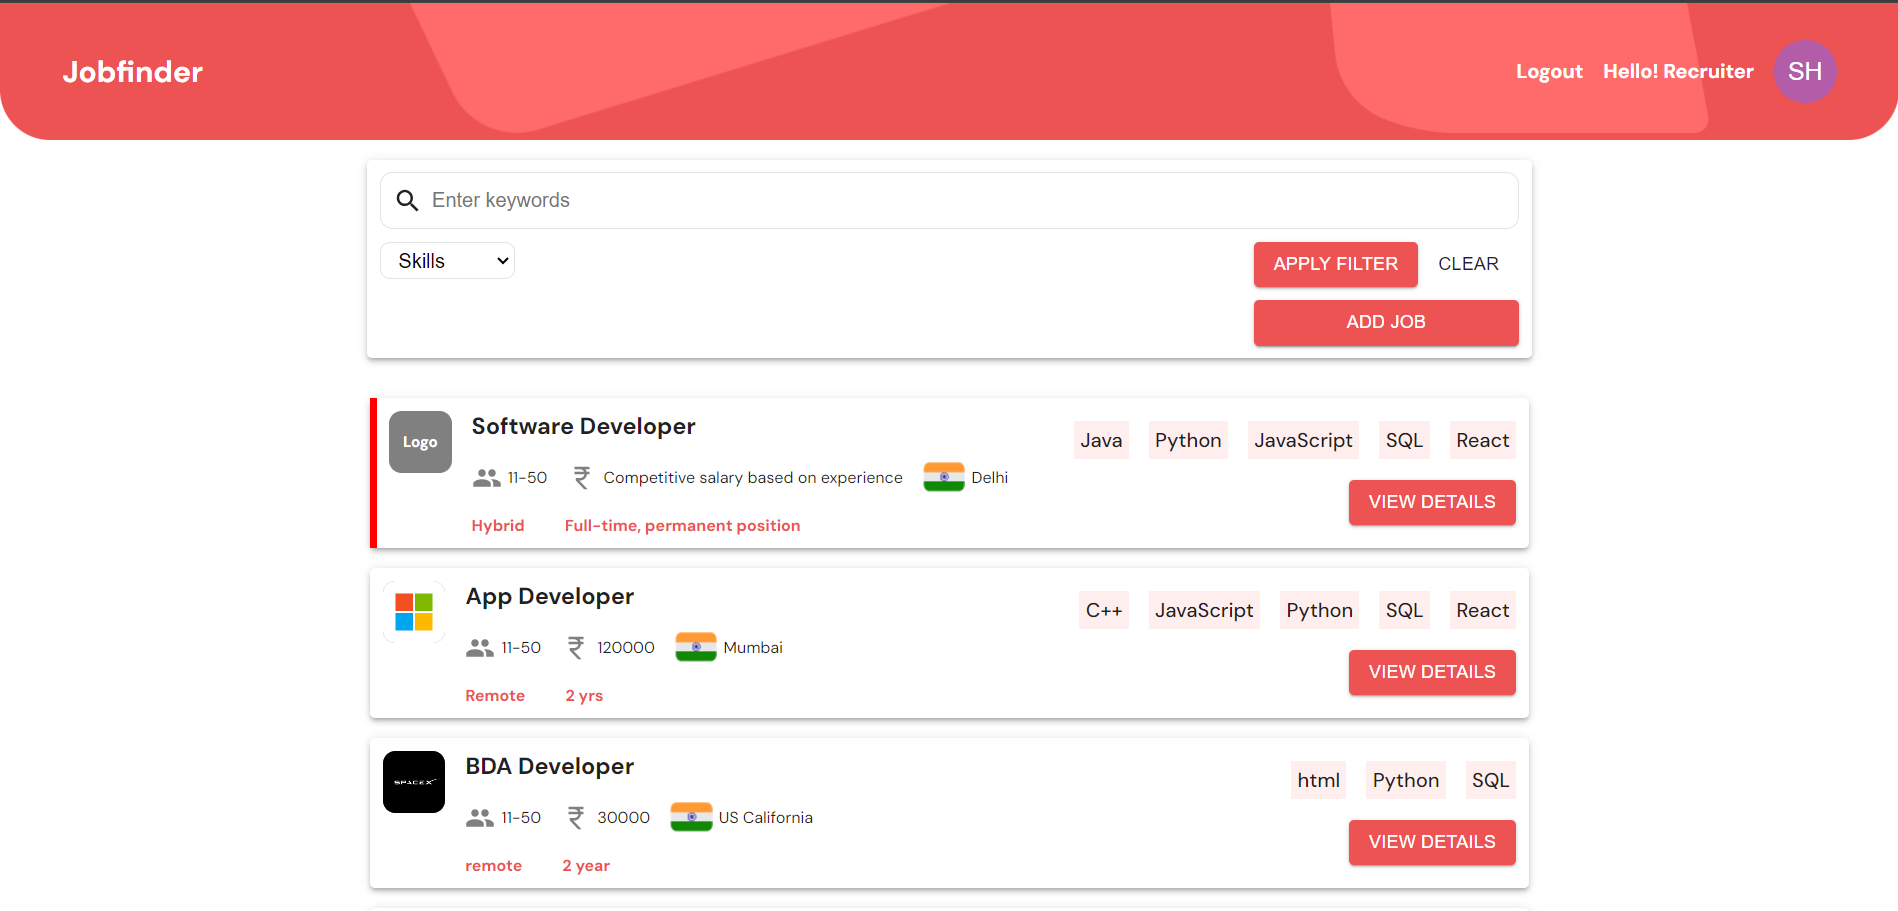 Jobfinder
Logout Hello! Recruiter SH
Enter keywords
Skills
APPLY FILTER CLEAR
ADD JOB
Logo
Software Developer
Java Python JavaScript SQL React
11-50 ₹ Competitive salary based on experience Delhi
VIEW DETAILS
Hybrid Full-time, permanent position
App Developer
C++ JavaScript Python SQL React
11-50 ₹ 120000 Mumbai
VIEW DETAILS
Remote 2 yrs
SPACEX
BDA Developer
html Python SQL
11-50 ₹ 30000 US California
VIEW DETAILS
remote 2 year